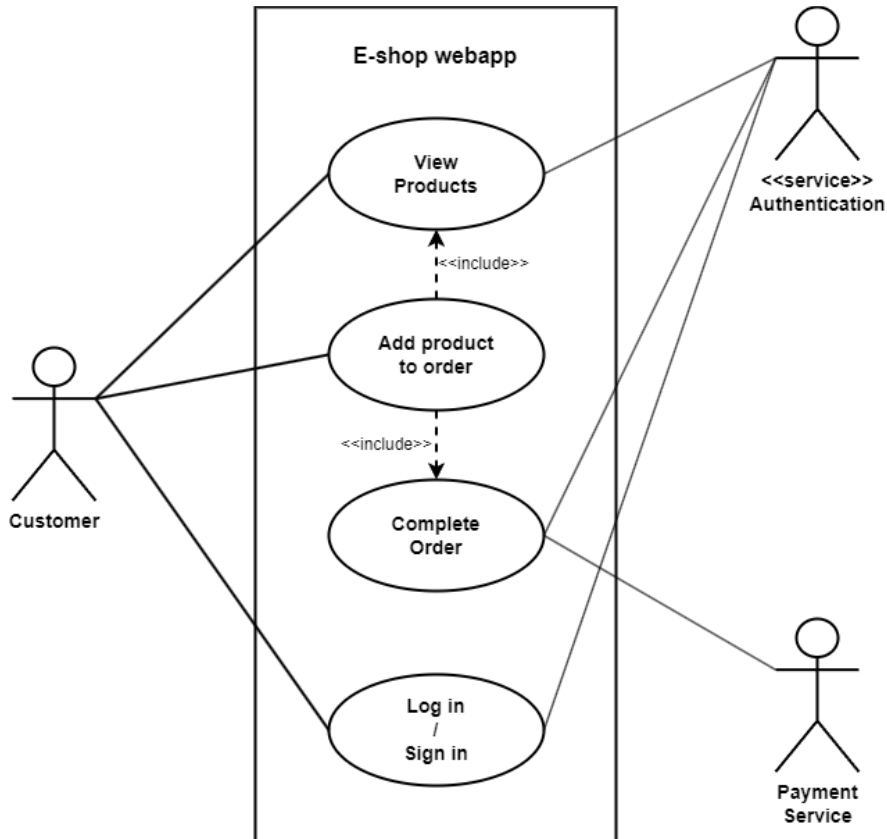 E-shop webapp
View
Products
<<service>>
Authentication
<<include>>
Add product
to order
<<include>>
Customer
Complete
Order
Log in
/
Sign in
Payment
Service